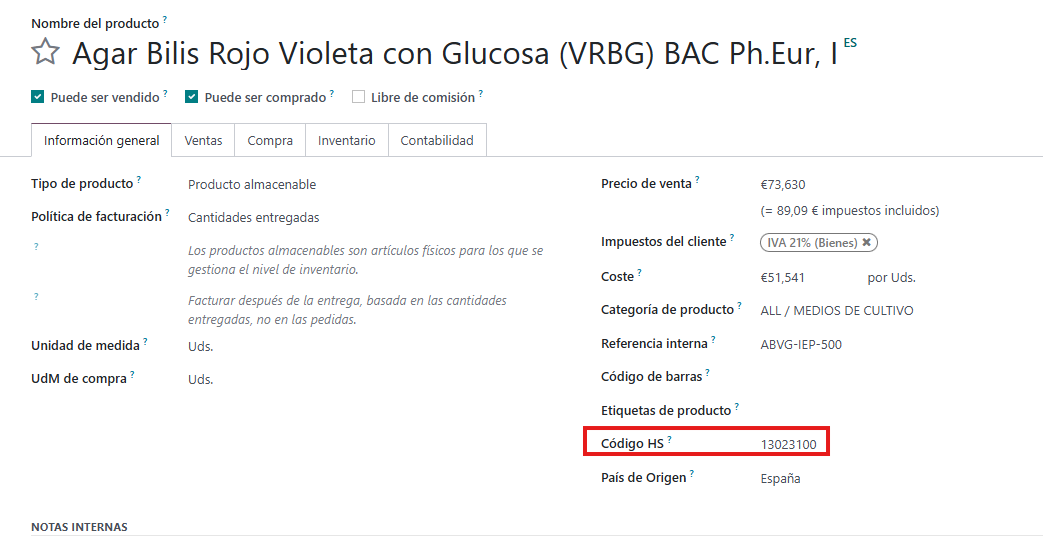 Nombre del producto ?
Agar Bilis Rojo Violeta con Glucosa (VRBG) BAC Ph.Eur, I ES
Puede ser vendido ? Puede ser comprado ? Libre de comisión ?
Información general Ventas Compra Inventario Contabilidad
Tipo de producto ? Producto almacenable
Política de facturación ? Cantidades entregadas
? Los productos almacenables son artículos físicos para los que se
gestiona el nivel de inventario.
? Facturar después de la entrega, basada en las cantidades
entregadas, no en las pedidas.
Unidad de medida ? Uds.
UdM de compra ? Uds.
Precio de venta ? €73,630
(= 89,09 € impuestos incluidos)
Impuestos del cliente ? IVA 21% (Bienes) ✖
Coste ? €51,541 por Uds.
Categoría de producto ? ALL / MEDIOS DE CULTIVO
Referencia interna ? ABVG-IEP-500
Código de barras ?
Etiquetas de producto ?
Código HS ? 13023100
País de Origen ? España
NOTAS INTERNAS